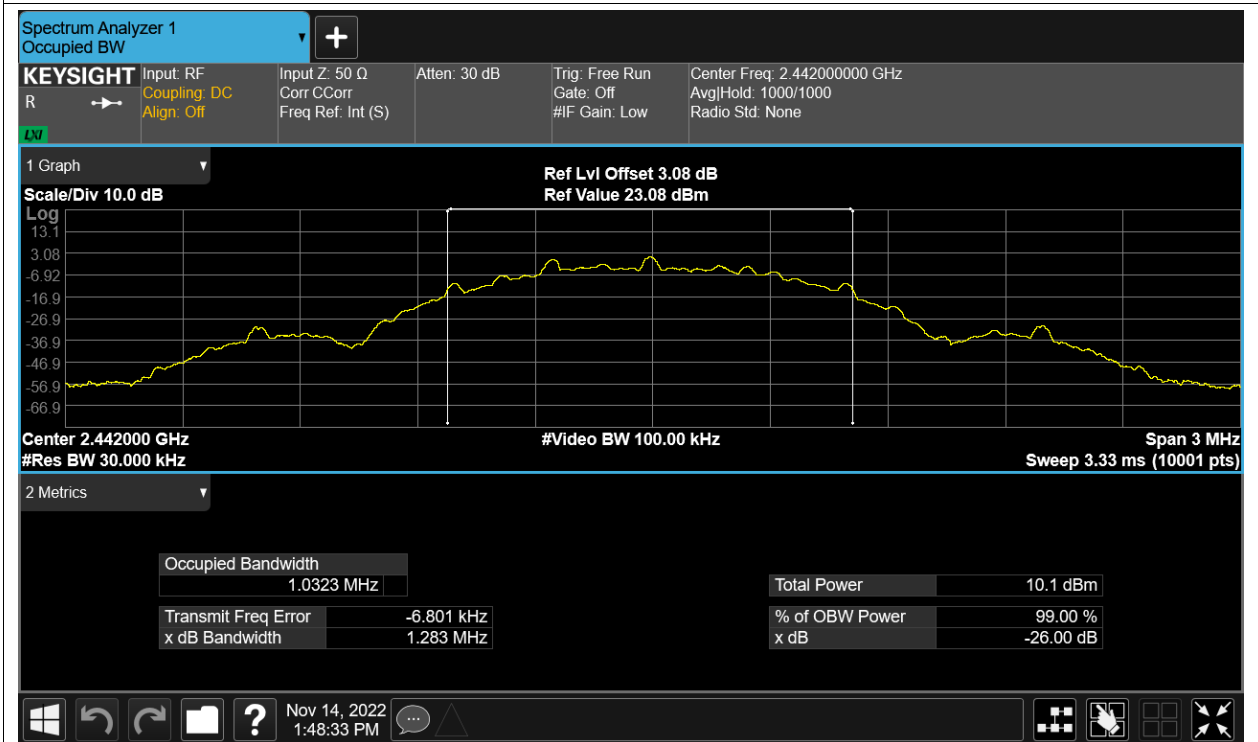 Spectrum Analyzer 1
Occupied BW
KEYSIGHT
R
LXI
Input: RF
Coupling: DC
Align: Off
Input Z: 50 Ω
Corr CCorr
Freq Ref: Int (S)
Atten: 30 dB
Trig: Free Run
Gate: Off
#IF Gain: Low
Center Freq: 2.442000000 GHz
Avg|Hold: 1000/1000
Radio Std: None
1 Graph
Scale/Div 10.0 dB
Ref Lvl Offset 3.08 dB
Ref Value 23.08 dBm
Log
13.1
3.08
-6.92
-16.9
-26.9
-36.9
-46.9
-56.9
-66.9
Center 2.442000 GHz
#Res BW 30.000 kHz
#Video BW 100.00 kHz
Span 3 MHz
Sweep 3.33 ms (10001 pts)
2 Metrics
Occupied Bandwidth
1.0323 MHz
Transmit Freq Error -6.801 kHz
x dB Bandwidth 1.283 MHz
Total Power 10.1 dBm
% of OBW Power 99.00 %
x dB -26.00 dB
Nov 14, 2022
1:48:33 PM